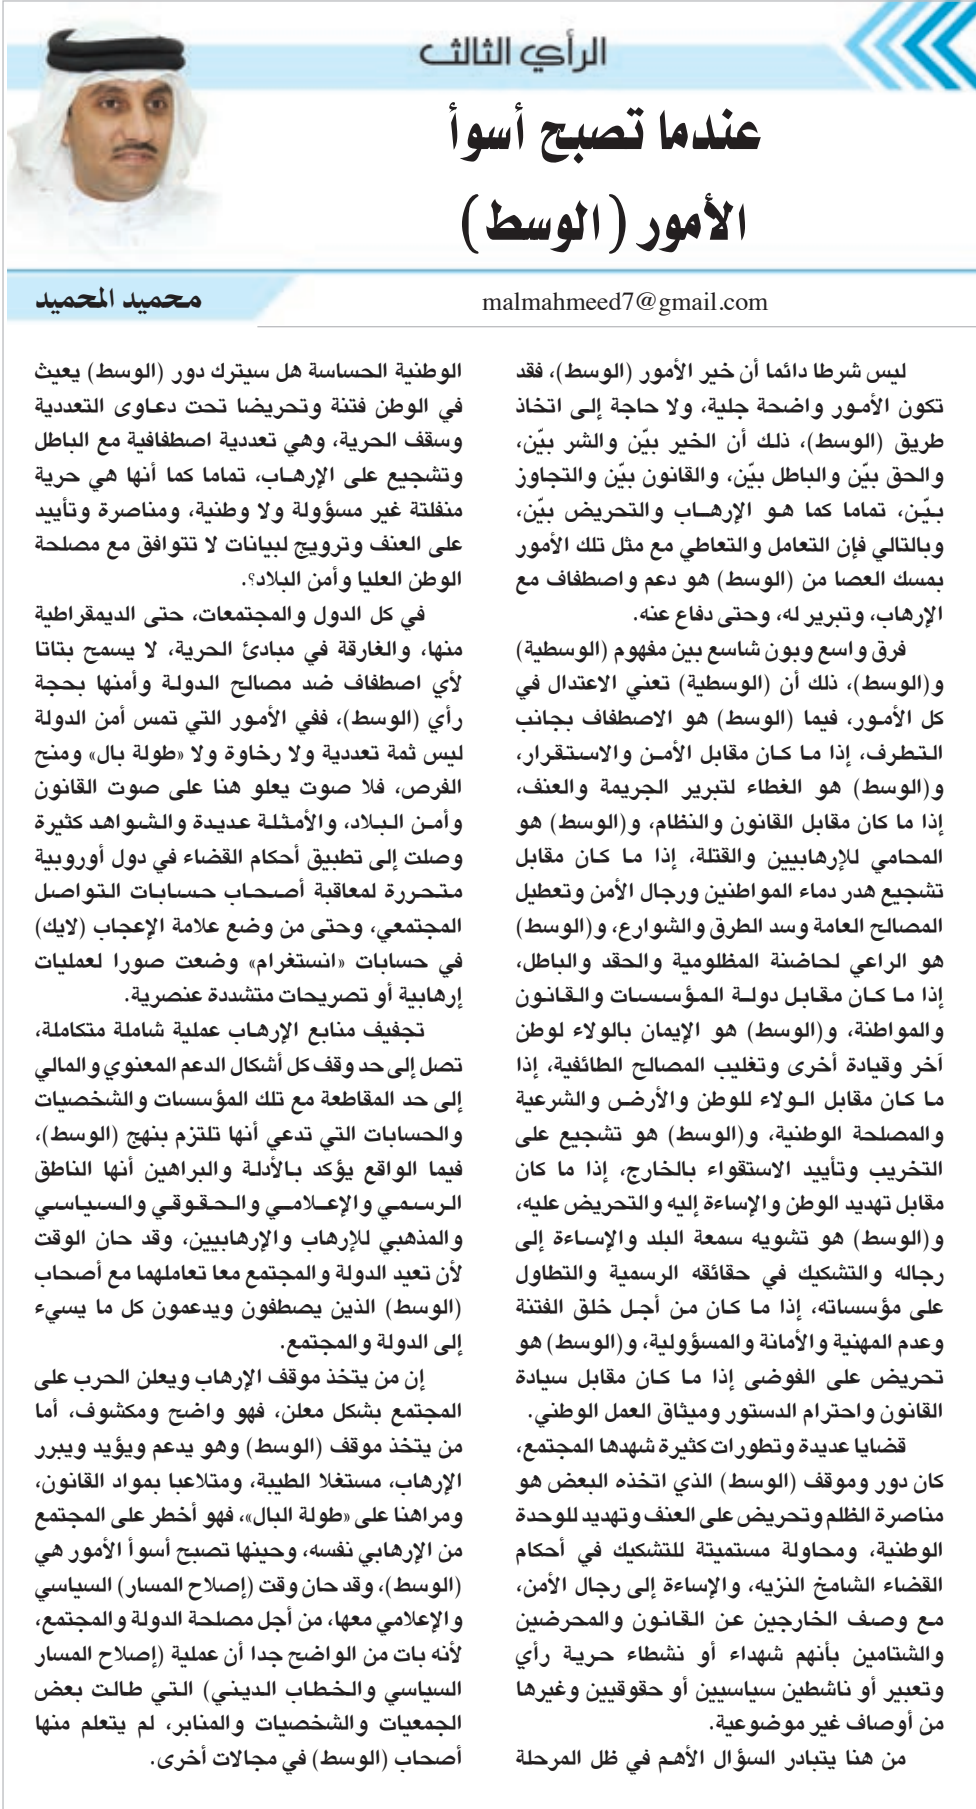 الرأي الثالث
عندما تصبح أسوأ
الأمور (الوسط)
محميد المحميد
malmahmeed7@gmail.com
ليس شرطا دائما أن خير الأمور (الوسط)، فقد
تكون الأمور واضحة جلية، ولا حاجة إلى اتخاذ
طريق (الوسط)، ذلك أن الخير بيّن والشر بيّن،
والحق بيّن والباطل بيّن، والقانون بيّن والتجاوز
بيّن، تماما كما هو الإرهاب والتحريض بيّن،
وبالتالي فإن التعامل والتعاطي مع مثل تلك الأمور
بمسك العصا من (الوسط) هو دعم واصطفاف مع
الإرهاب، وتبرير له، وحتى دفاع عنه.
فرق واسع وبون شاسع بين مفهوم (الوسطية)
و(الوسط)، ذلك أن (الوسطية) تعني الاعتدال في
كل الأمور، فيما (الوسط) هو الاصطفاف بجانب
التطرف، إذا ما كان مقابل الأمن والاستقرار،
و(الوسط) هو الغطاء لتبرير الجريمة والعنف،
إذا ما كان مقابل القانون والنظام، و(الوسط) هو
المحامي للإرهابيين والقتلة، إذا ما كان مقابل
تشجيع هدر دماء المواطنين ورجال الأمن وتعطيل
المصالح العامة وسد الطرق والشوارع، و(الوسط)
هو الراعي لحاضنة المظلومية والحقد والباطل،
إذا ما كان مقابل دولة المؤسسات والقانون
والمواطنة، و(الوسط) هو الإيمان بالولاء لوطن
آخر وقيادة أخرى وتغليب المصالح الطائفية، إذا
ما كان مقابل الولاء للوطن والأرض والشرعية
والمصلحة الوطنية، و(الوسط) هو تشجيع على
التخريب وتأييد الاستقواء بالخارج، إذا ما كان
مقابل تهديد الوطن والإساءة إليه والتحريض عليه،
و(الوسط) هو تشويه سمعة البلد والإساءة إلى
رجاله والتشكيك في حقائقه الرسمية والتطاول
على مؤسساته، إذا ما كان من أجل خلق الفتنة
وعدم المهنية والأمانة والمسؤولية، و(الوسط) هو
تحريض على الفوضى إذا ما كان مقابل سيادة
القانون واحترام الدستور وميثاق العمل الوطني.
قضايا عديدة وتطورات كثيرة شهدها المجتمع،
كان دور وموقف (الوسط) الذي اتخذه البعض هو
مناصرة الظلم وتحريض على العنف وتهديد للوحدة
الوطنية، ومحاولة مستميتة للتشكيك في أحكام
القضاء الشامخ النزيه، والإساءة إلى رجال الأمن،
مع وصف الخارجين عن القانون والمحرضين
والشتامين بأنهم شهداء أو نشطاء حرية رأي
وتعبير أو ناشطين سياسيين أو حقوقيين وغيرها
من أوصاف غير موضوعية.
من هنا يتبادر السؤال الأهم في ظل المرحلة
الوطنية الحساسة هل سيترك دور (الوسط) يعيث
في الوطن فتنة وتحريضا تحت دعاوى التعددية
وسقف الحرية، وهي تعددية اصطفافية مع الباطل
وتشجيع على الإرهاب، تماما كما أنها هي حرية
منفلتة غير مسؤولة ولا وطنية، ومناصرة وتأييد
على العنف وترويج لبيانات لا تتوافق مع مصلحة
الوطن العليا وأمن البلاد؟.
في كل الدول والمجتمعات، حتى الديمقراطية
منها، والغارقة في مبادئ الحرية، لا يسمح بتاتا
لأي اصطفاف ضد مصالح الدولة وأمنها بحجة
رأي (الوسط)، ففي الأمور التي تمس أمن الدولة
ليس ثمة تعددية ولا رخاوة ولا «طولة بال» ومنح
الفرص، فلا صوت يعلو هنا على صوت القانون
وأمن البلاد، والأمثلة عديدة والشواهد كثيرة
وصلت إلى تطبيق أحكام القضاء في دول أوروبية
متحررة لمعاقبة أصحاب حسابات التواصل
المجتمعي، وحتى من وضع علامة الإعجاب (لايك)
في حسابات «انستغرام» وضعت صورا لعمليات
إرهابية أو تصريحات متشددة عنصرية.
تجفيف منابع الإرهاب عملية شاملة متكاملة،
تصل إلى حد وقف كل أشكال الدعم المعنوي والمالي
إلى حد المقاطعة مع تلك المؤسسات والشخصيات
والحسابات التي تدعي أنها تلتزم بنهج (الوسط)،
فيما الواقع يؤكد بالأدلة والبراهين أنها الناطق
الرسمي والإعلامي والحقوقي والسياسي
والمذهبي للإرهاب والإرهابيين، وقد حان الوقت
لأن تعيد الدولة والمجتمع معا تعاملهما مع أصحاب
(الوسط) الذين يصطفون ويدعمون كل ما يسيء
إلى الدولة والمجتمع.
إن من يتخذ موقف الإرهاب ويعلن الحرب على
المجتمع بشكل معلن، فهو واضح ومكشوف، أما
من يتخذ موقف (الوسط) وهو يدعم ويؤيد ويبرر
الإرهاب، مستغلا الطيبة، ومتلاعبا بمواد القانون،
ومراهنا على «طولة البال»، فهو أخطر على المجتمع
من الإرهابي نفسه، وحينها تصبح أسوأ الأمور هي
(الوسط)، وقد حان وقت (إصلاح المسار) السياسي
والإعلامي معها، من أجل مصلحة الدولة والمجتمع،
لأنه بات من الواضح جدا أن عملية (إصلاح المسار
السياسي والخطاب الديني) التي طالت بعض
الجمعيات والشخصيات والمنابر، لم يتعلم منها
أصحاب (الوسط) في مجالات أخرى.